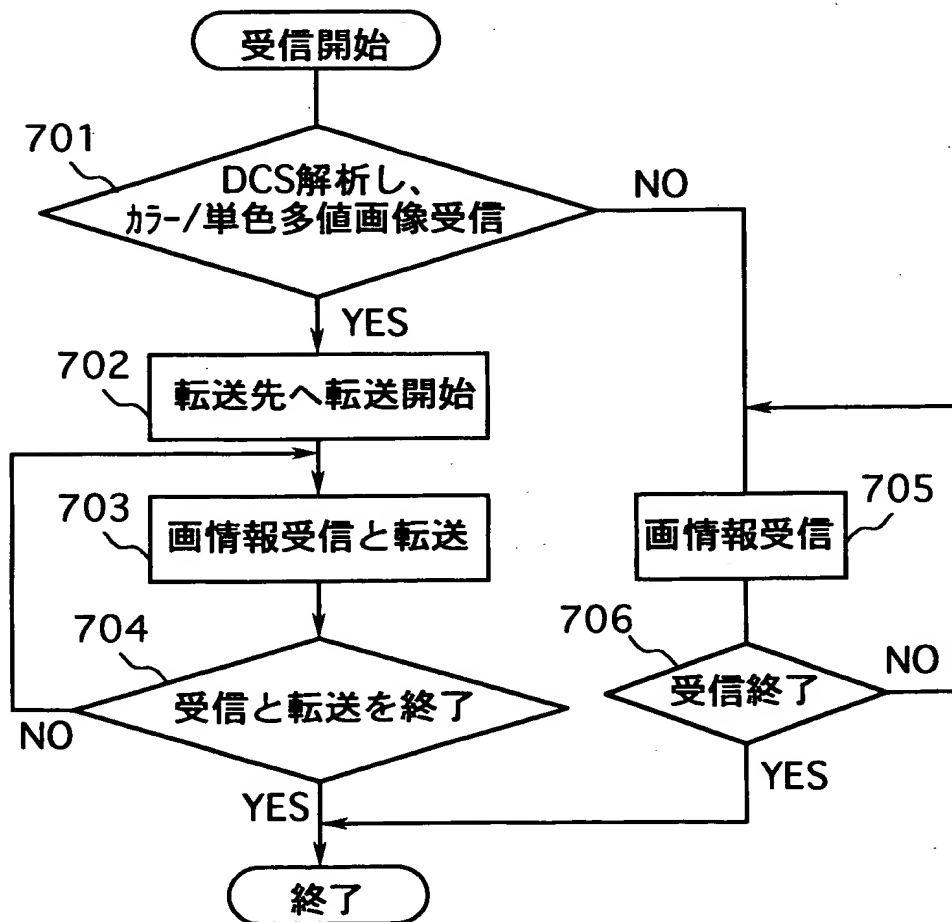 受信開始
701
DCS解析し、
カラー/単色多値画像受信
NO
YES
702
転送先へ転送開始
703
画情報受信と転送
705
画情報受信
704
受信と転送を終了
NO
YES
706
受信終了
NO
YES
終了